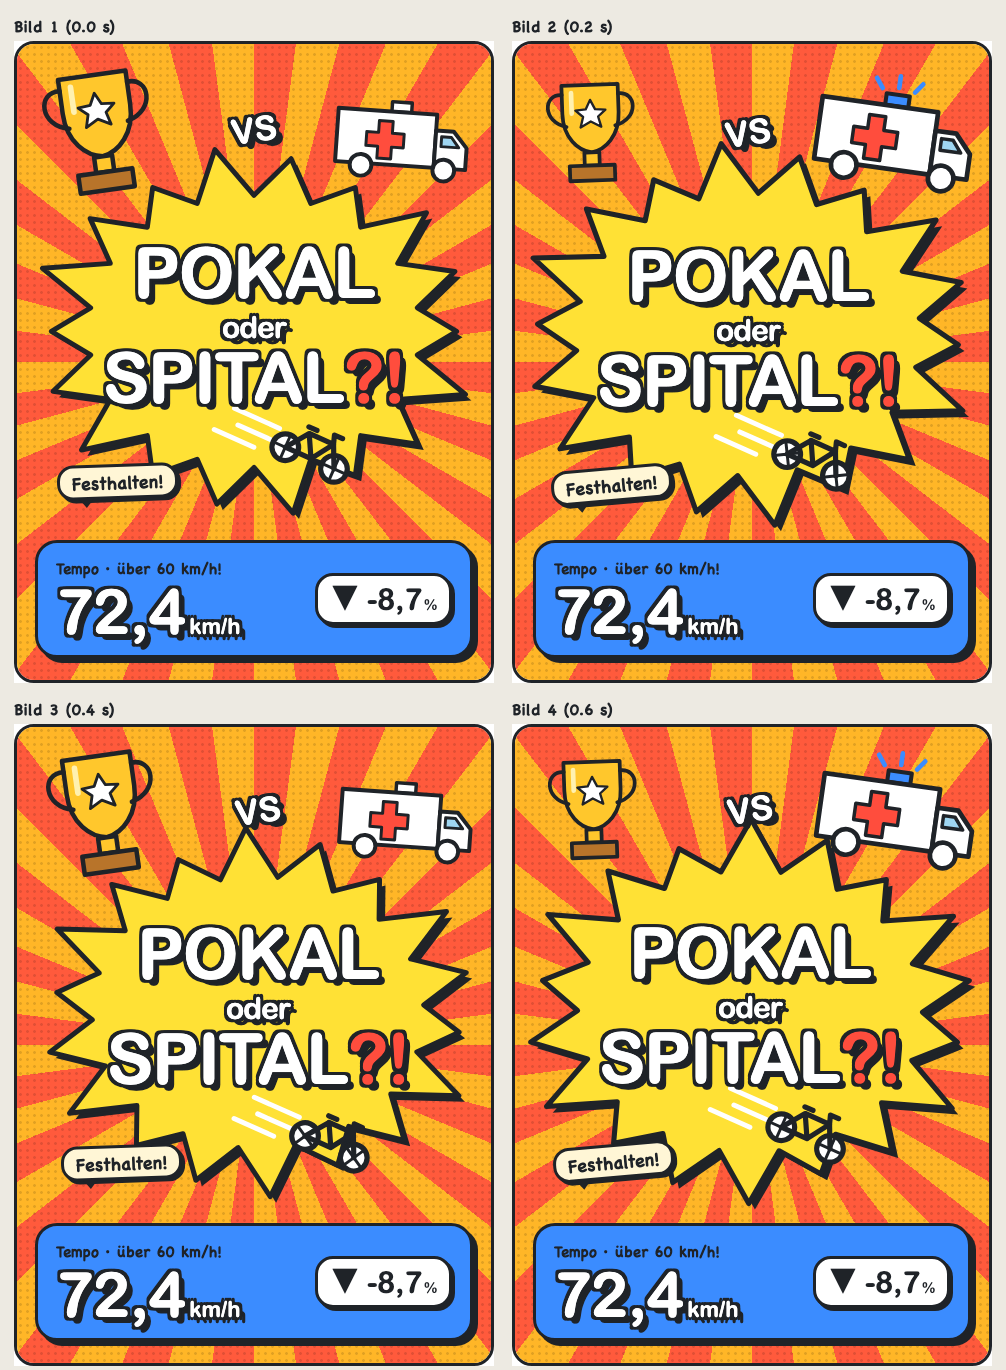 Bild 1 (0.0 s)
VS
POKAL
oder
SPITAL?!
Festhalten!
Tempo · über 60 km/h!
72,4 km/h
▼ -8,7 %
Bild 2 (0.2 s)
VS
POKAL
oder
SPITAL?!
Festhalten!
Tempo · über 60 km/h!
72,4 km/h
▼ -8,7 %
Bild 3 (0.4 s)
VS
POKAL
oder
SPITAL?!
Festhalten!
Tempo · über 60 km/h!
72,4 km/h
▼ -8,7 %
Bild 4 (0.6 s)
VS
POKAL
oder
SPITAL?!
Festhalten!
Tempo · über 60 km/h!
72,4 km/h
▼ -8,7 %